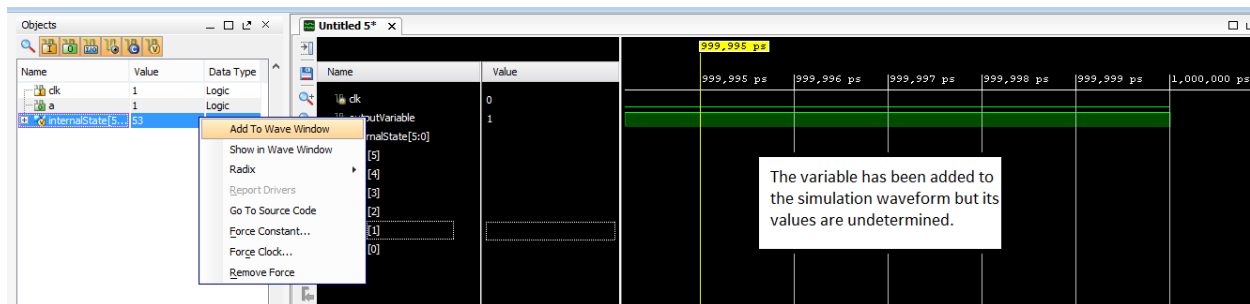 Objects
Name Value Data Type
clk 1 Logic
a 1 Logic
internalState[5... 53
Add To Wave Window
Show in Wave Window
Radix
Report Drivers
Go To Source Code
Force Constant...
Force Clock...
Remove Force
Untitled 5*
Name Value
clk 0
outputVariable 1
rnalState[5:0]
[5]
[4]
[3]
[2]
[1]
[0]
999,995 ps
999,995 ps 999,996 ps 999,997 ps 999,998 ps 999,999 ps 1,000,000 ps
The variable has been added to
the simulation waveform but its
values are undetermined.